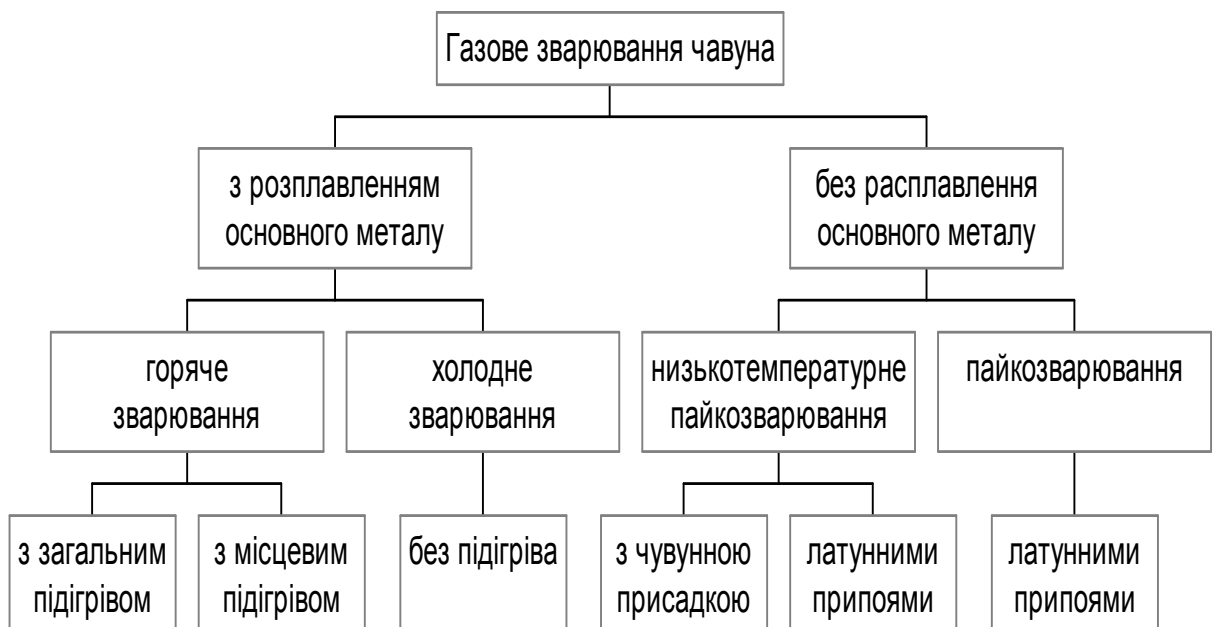 Газове зварювання чавуна
з розплавленням
основного металу
без расплавлення
основного металу
горяче
зварювання
холодне
зварювання
низькотемпературне
пайкозварювання
пайкозварювання
з загальним
підігрівом
з місцевим
підігрівом
без підігріва
з чувунною
присадкою
латунними
припоями
латунними
припоями